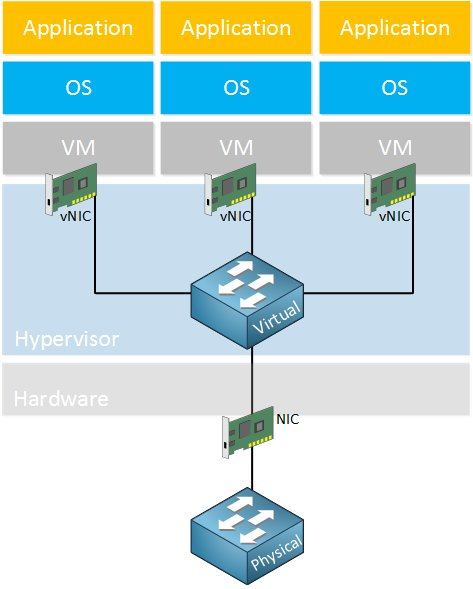 Application
Application
Application
OS
OS
OS
VM
VM
VM
vNIC
vNIC
vNIC
Virtual
Hypervisor
Hardware
NIC
Physical